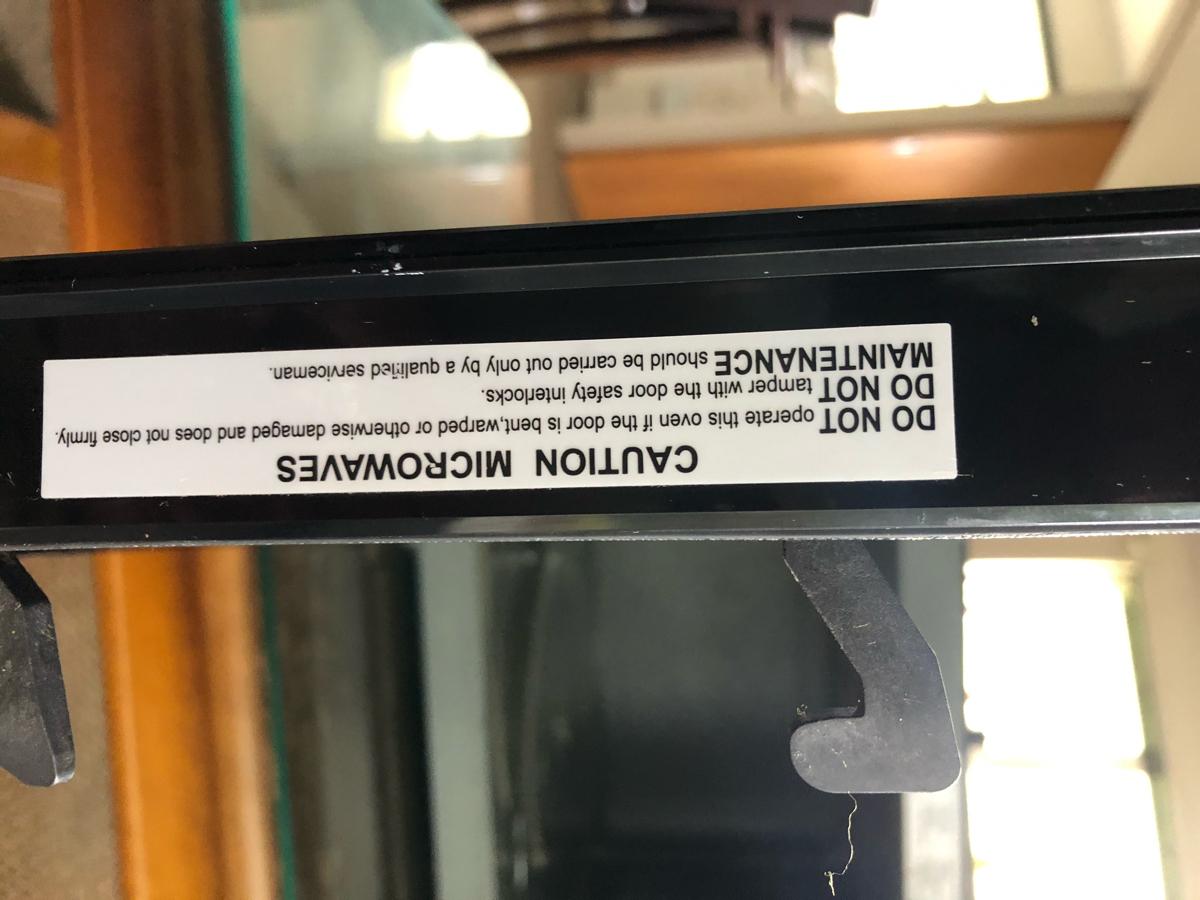 CAUTION MICROWAVES
DO NOT operate this oven if the door is bent,warped or otherwise damaged and does not close firmly.
DO NOT tamper with the door safety interlocks.
MAINTENANCE should be carried out only by a qualified serviceman.